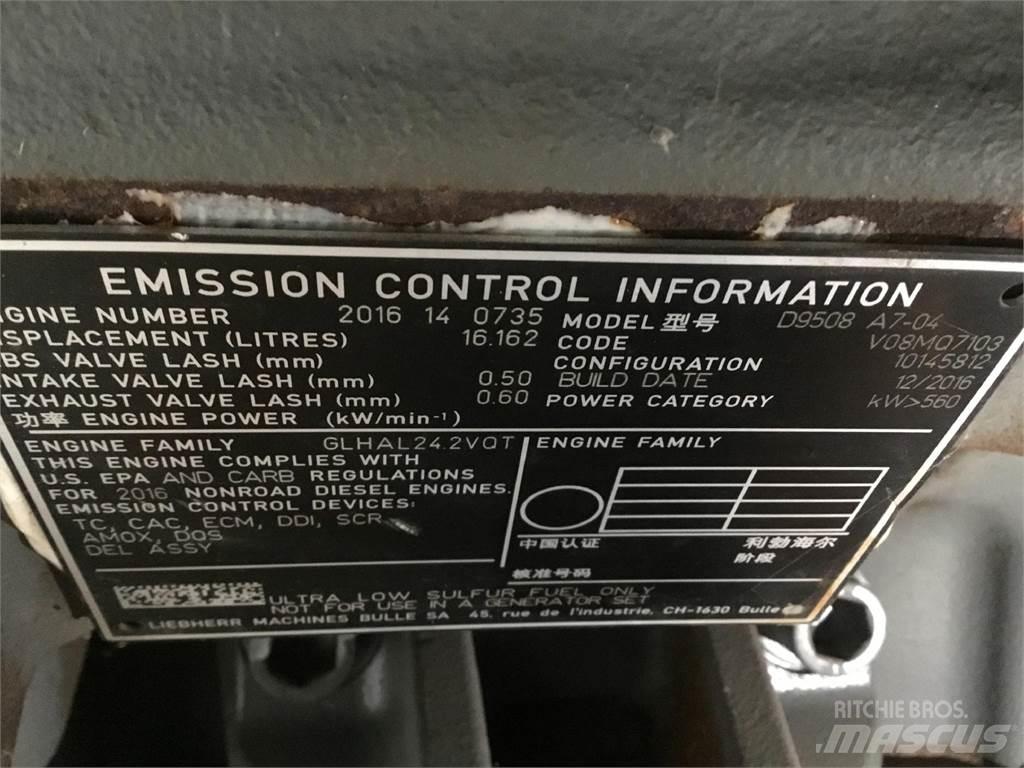 EMISSION CONTROL INFORMATION
GINE NUMBER 2016 14 0735
ISPLACEMENT (LITRES) 16.162
BS VALVE LASH (mm)
NTAKE VALVE LASH (mm) 0.50
EXHAUST VALVE LASH (mm) 0.60
功率 ENGINE POWER (kW/min-¹)
MODEL 型号 D9508 A7-04
CODE V08MQ7103
CONFIGURATION 10145812
BUILD DATE 12/2016
POWER CATEGORY kW>560
ENGINE FAMILY GLHAL24.2VQT
THIS ENGINE COMPLIES WITH
U.S. EPA AND CARB REGULATIONS
FOR 2016 NONROAD DIESEL ENGINES.
EMISSION CONTROL DEVICES:
TC, CAC, ECM, DDI, SCR
AMOX, DQS
DEL ASSY
ENGINE FAMILY
中国认证
利勃海尔
阶段
核准号码
ULTRA LOW SULFUR FUEL ONLY
NOT FOR USE IN A GENERATOR SET
LIEBHERR MACHINES BULLE SA 45, rue de l'industrie, CH-1630 Bulle
RITCHIE BROS.
MASCUS